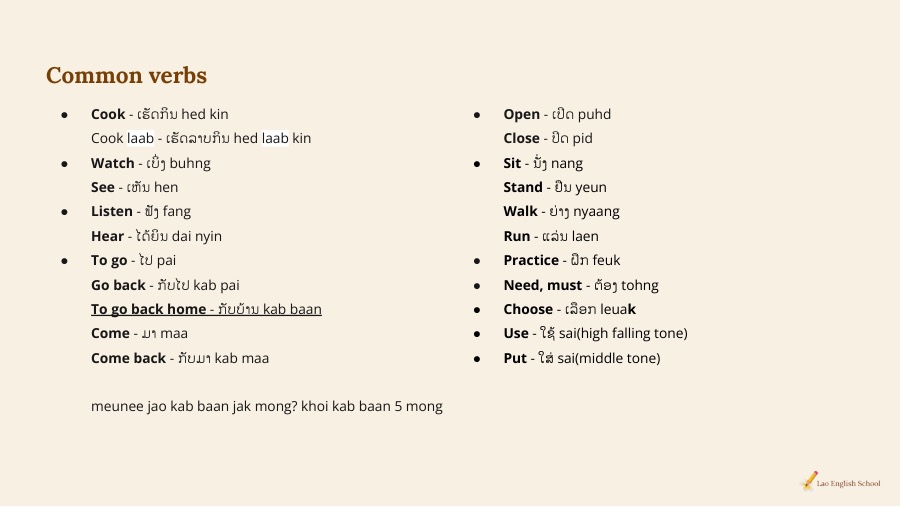 Common verbs
● Cook - ເຮັດກິນ hed kin
Cook laab - ເຮັດລາບກິນ hed laab kin
● Watch - ເບິ່ງ buhng
See - ເຫັນ hen
● Listen - ຟັງ fang
Hear - ໄດ້ຍິນ dai nyin
● To go - ໄປ pai
Go back - ກັບໄປ kab pai
To go back home - ກັບບ້ານ kab baan
Come - ມາ maa
Come back - ກັບມາ kab maa
meunee jao kab baan jak mong? khoi kab baan 5 mong
● Open - ເປີດ puhd
Close - ປິດ pid
● Sit - ນັ່ງ nang
Stand - ຢືນ yeun
Walk - ຍ່າງ nyaang
Run - ແລ່ນ laen
● Practice - ຝຶກ feuk
● Need, must - ຕ້ອງ tohng
● Choose - ເລືອກ leuak
● Use - ໃຊ້ sai(high falling tone)
● Put - ໃສ່ sai(middle tone)
Lao English School